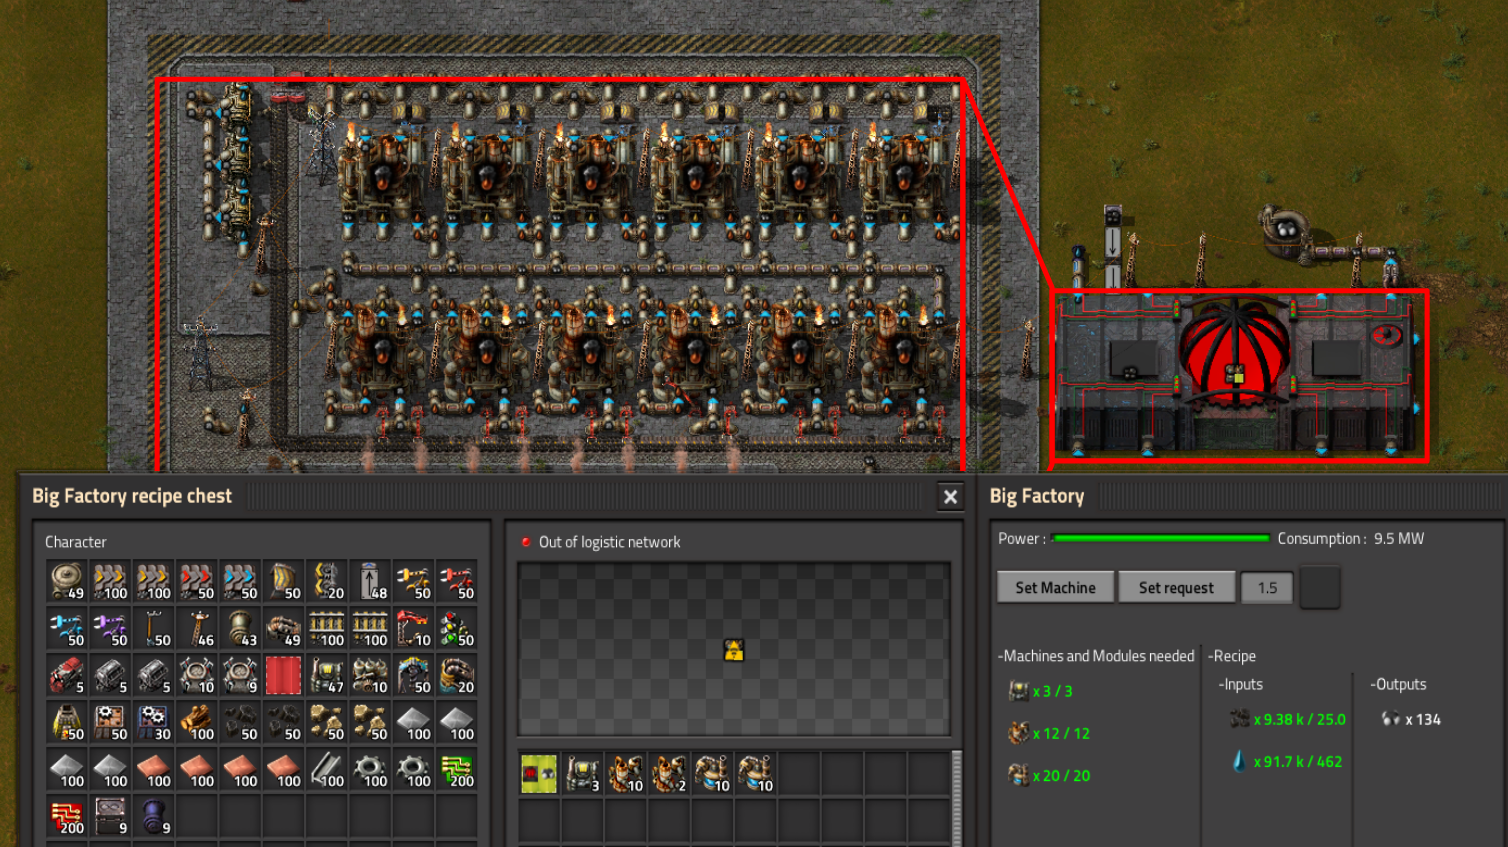 Big Factory recipe chest
Character
49 100 100 50 50 50 20 48 50 50
50 50 50 46 43 49 100 100 10 50
5 5 5 10 9 47 10 50 20
50 50 30 100 50 50 50 50 100 100
100 100 100 100 100 100 100 100 100 200
200 9 9
Out of logistic network
3 10 2 10 10
Big Factory
Power : Consumption : 9.5 MW
Set Machine Set request 1.5
-Machines and Modules needed -Recipe
-Inputs -Outputs
x 3 / 3 x 9.38 k / 25.0 x 134
x 12 / 12 x 91.7 k / 462
x 20 / 20